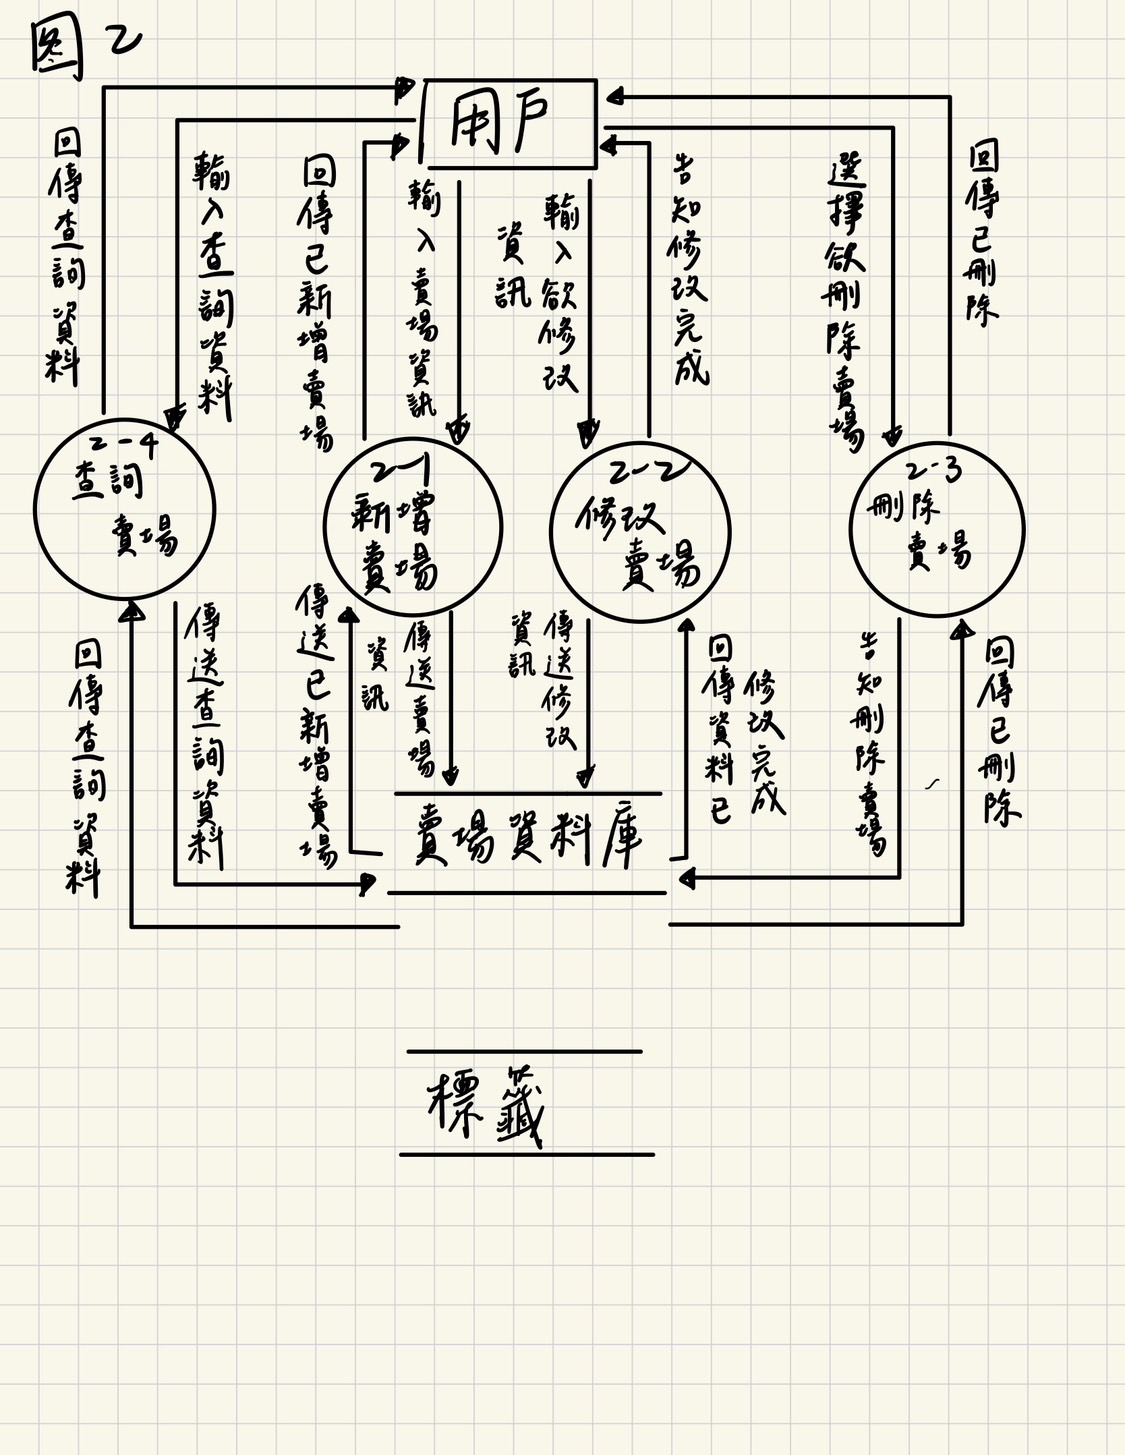 图2
用戶
回傳查詢資料
輸入查詢資料
回傳已新增賣場
輸入賣場資訊
輸入欲修改
資訊
告知修改完成
選擇欲刪除賣場
回傳已刪除
2-4
查詢
賣場
2-1
新增
賣場
2-2
修改
賣場
2-3
刪除
賣場
回傳查詢資料
傳送查詢資料
傳送已新增賣場
資訊
傳送賣場
傳送修改
資訊
回傳資料已
修改完成
告知刪除賣場
回傳已刪除
賣場資料庫
標籤